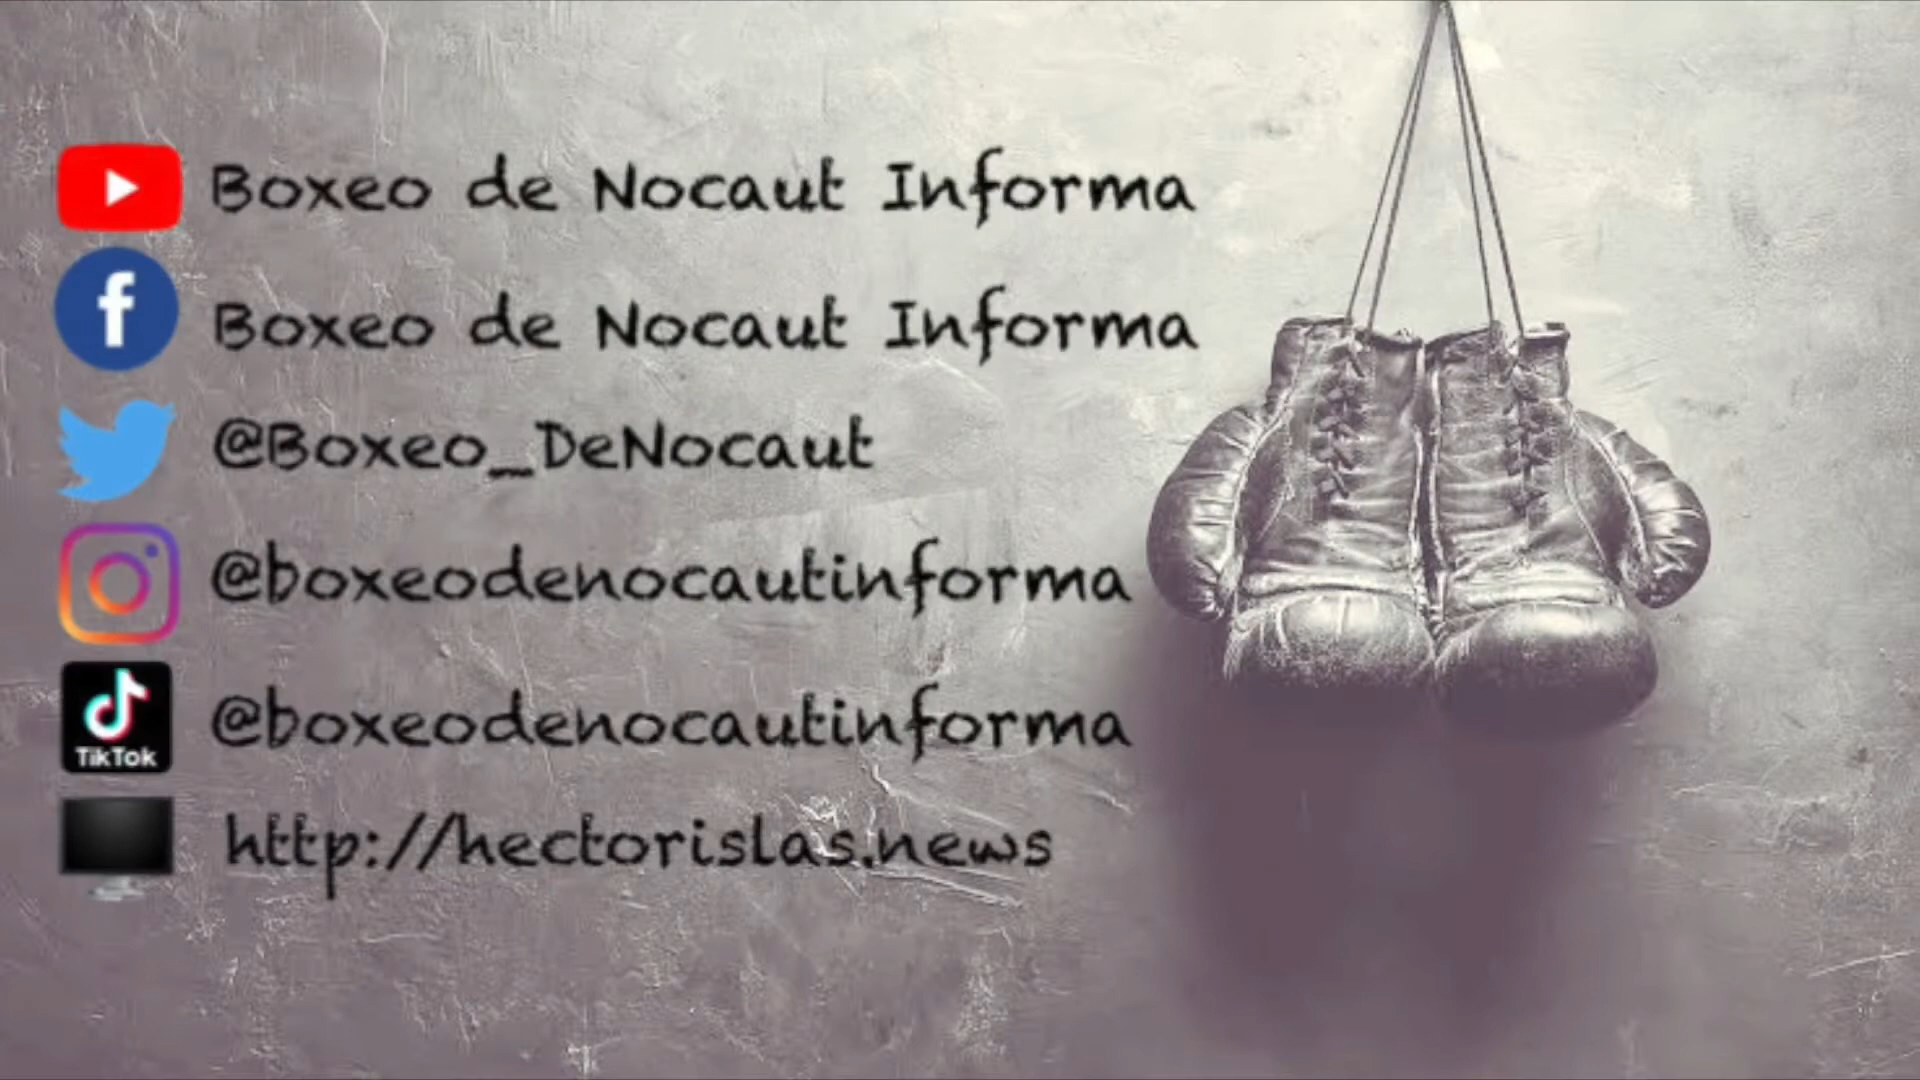 Boxeo de Nocaut Informa
Boxeo de Nocaut Informa
@Boxeo_DeNocaut
@boxeodenocautinforma
TikTok
@boxeodenocautinforma
http://hectorislas.news